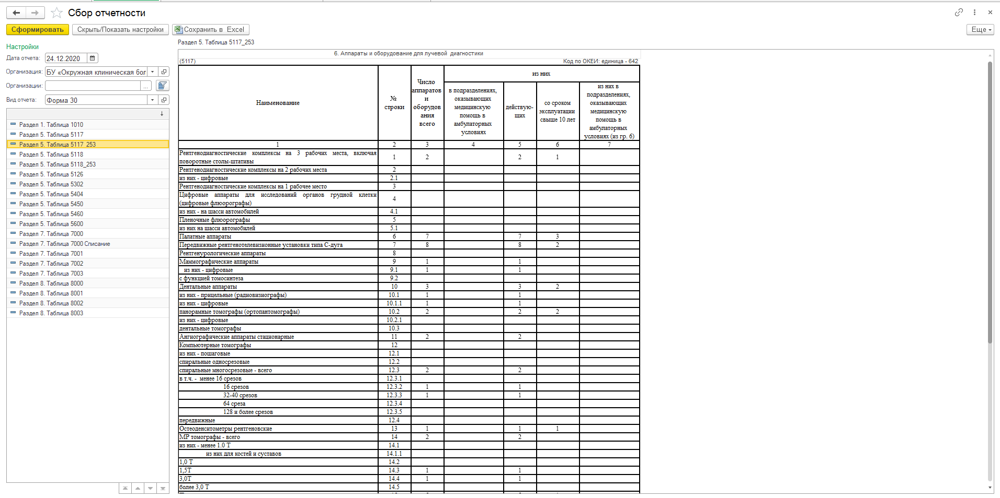 Сбор отчетности
Сформировать
Скрыть/Показать настройки
Сохранить в Excel
Еще
Настройки
Дата отчета: 24.12.2020
Организация: БУ «Окружная клиническая бол
Организации: ...
Вид отчета: Форма 30
Раздел 1. Таблица 1010
Раздел 5. Таблица 5117
Раздел 5. Таблица 5117_253
Раздел 5. Таблица 5118
Раздел 5. Таблица 5118_253
Раздел 5. Таблица 5126
Раздел 5. Таблица 5302
Раздел 5. Таблица 5404
Раздел 5. Таблица 5450
Раздел 5. Таблица 5460
Раздел 5. Таблица 5600
Раздел 7. Таблица 7000
Раздел 7. Таблица 7000 Списание
Раздел 7. Таблица 7001
Раздел 7. Таблица 7002
Раздел 7. Таблица 7003
Раздел 8. Таблица 8000
Раздел 8. Таблица 8001
Раздел 8. Таблица 8002
Раздел 8. Таблица 8003
Раздел 5. Таблица 5117_253
6. Аппараты и оборудование для лучевой диагностики
(5117) Код по ОКЕИ: единица - 642
Наименование
№
строки
Число
аппаратов
и
оборудов
ания
всего
из них
в подразделениях,
оказывающих
медицинскую
помощь в
амбулаторных
условиях
действую-
щих
со сроком
эксплуатации
свыше 10 лет
из них в
подразделениях,
оказывающих
медицинскую
помощь в
амбулаторных
условиях (из гр. 6)
1 2 3 4 5 6 7
Рентгенодиагностические комплексы на 3 рабочих места, включая
поворотные столы-штативы 1 2 2 1
Рентгенодиагностические комплексы на 2 рабочих места 2
из них - цифровые 2.1
Рентгенодиагностические комплексы на 1 рабочее место 3
Цифровые аппараты для исследований органов грудной клетки
(цифровые флюорографы) 4
из них - на шасси автомобилей 4.1
Пленочные флюорографы 5
из них на шасси автомобилей 5.1
Палатные аппараты 6 7 7 3
Передвижные рентгенотелевизионные установки типа С-дуга 7 8 8 2
Рентгенурологические аппараты 8
Маммографические аппараты 9 1 1
из них - цифровые 9.1 1 1
с функцией томосинтеза 9.2
Дентальные аппараты 10 3 3 2
из них - прицельные (радиовизиографы) 10.1 1 1
из них - цифровые 10.1.1 1 1
панорамные томографы (ортопантомографы) 10.2 2 2 2
из них - цифровые 10.2.1
дентальные томографы 10.3
Ангиографические аппараты стационарные 11 2 2
Компьютерные томографы 12
из них - пошаговые 12.1
спиральные односрезовые 12.2
спиральные многосрезовые - всего 12.3 2 2
в т.ч. - менее 16 срезов 12.3.1
16 срезов 12.3.2 1 1
32-40 срезов 12.3.3 1 1
64 среза 12.3.4
128 и более срезов 12.3.5
передвижные 12.4
Остеоденситометры рентгеновские 13 1 1 1
МР томографы - всего 14 2 2
из них - менее 1.0 Т 14.1
из них для костей и суставов 14.1.1
1,0 Т 14.2
1,5Т 14.3 1 1
3,0Т 14.4 1 1
более 3,0 Т 14.5